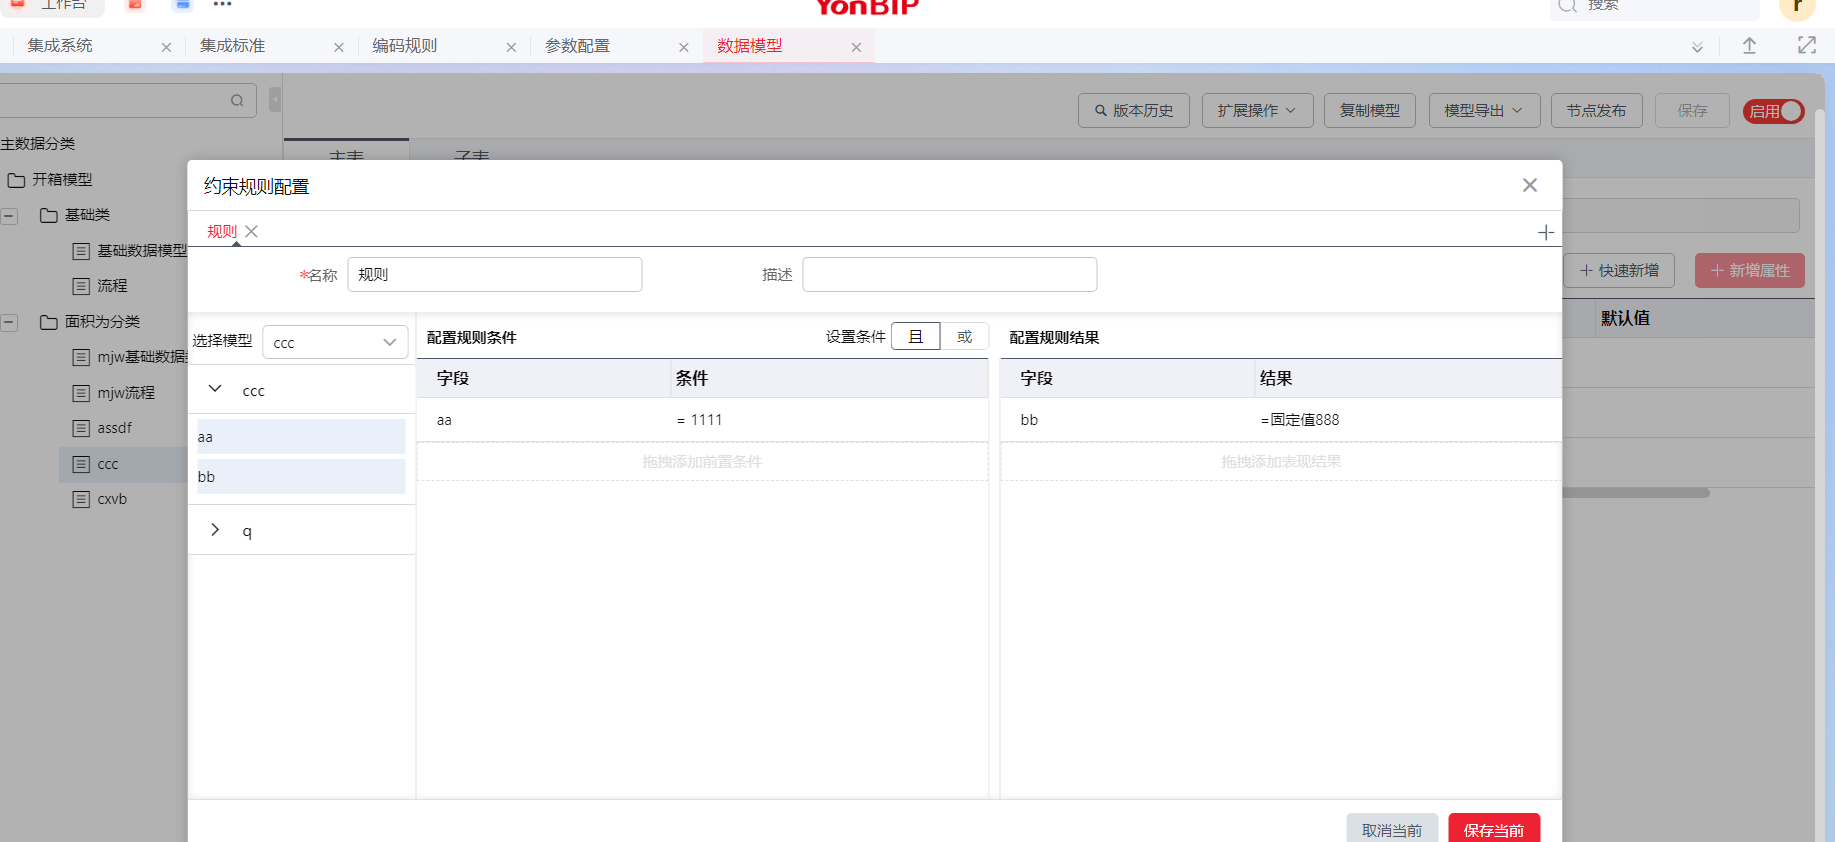 工作台
YonBIP
搜索
r
集成系统
集成标准
编码规则
参数配置
数据模型
版本历史
扩展操作
复制模型
模型导出
节点发布
保存
启用
主数据分类
开箱模型
基础类
基础数据模型
流程
面积为分类
mjw基础数据
mjw流程
assdf
ccc
cxvb
主表
子表
快速新增
新增属性
默认值
约束规则配置
规则
*名称
规则
描述
选择模型
ccc
ccc
aa
bb
q
配置规则条件
设置条件
且
或
字段
条件
aa
= 1111
拖拽添加前置条件
配置规则结果
字段
结果
bb
=固定值888
拖拽添加表现结果
取消当前
保存当前